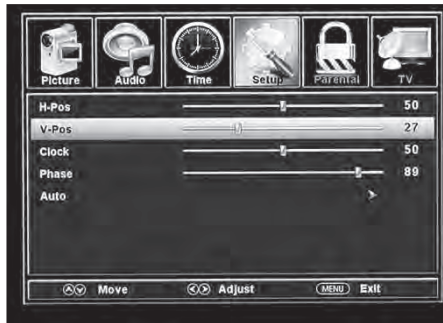 Picture Audio Time Setup Parental TV
H-Pos 50
V-Pos 27
Clock 50
Phase 89
Auto
Move Adjust MENU Exit